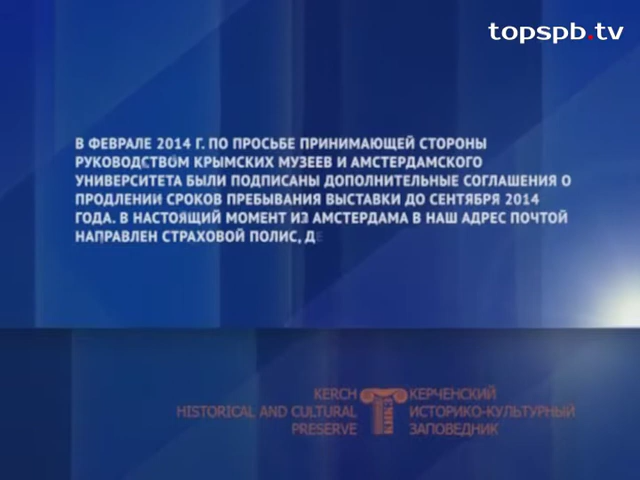 topspb.tv
В ФЕВРАЛЕ 2014 Г. ПО ПРОСЬБЕ ПРИНИМАЮЩЕЙ СТОРОНЫ
РУКОВОДСТВОМ КРЫМСКИХ МУЗЕЕВ И АМСТЕРДАМСКОГО
УНИВЕРСИТЕТА БЫЛИ ПОДПИСАНЫ ДОПОЛНИТЕЛЬНЫЕ СОГЛАШЕНИЯ О
ПРОДЛЕНИИ СРОКОВ ПРЕБЫВАНИЯ ВЫСТАВКИ ДО СЕНТЯБРЯ 2014
ГОДА. В НАСТОЯЩИЙ МОМЕНТ ИЗ АМСТЕРДАМА В НАШ АДРЕС ПОЧТОЙ
НАПРАВЛЕН СТРАХОВОЙ ПОЛИС, ДЕ
KERCH
HISTORICAL AND CULTURAL
PRESERVE
КИКЗ
КЕРЧЕНСКИЙ
ИСТОРИКО-КУЛЬТУРНЫЙ
ЗАПОВЕДНИК